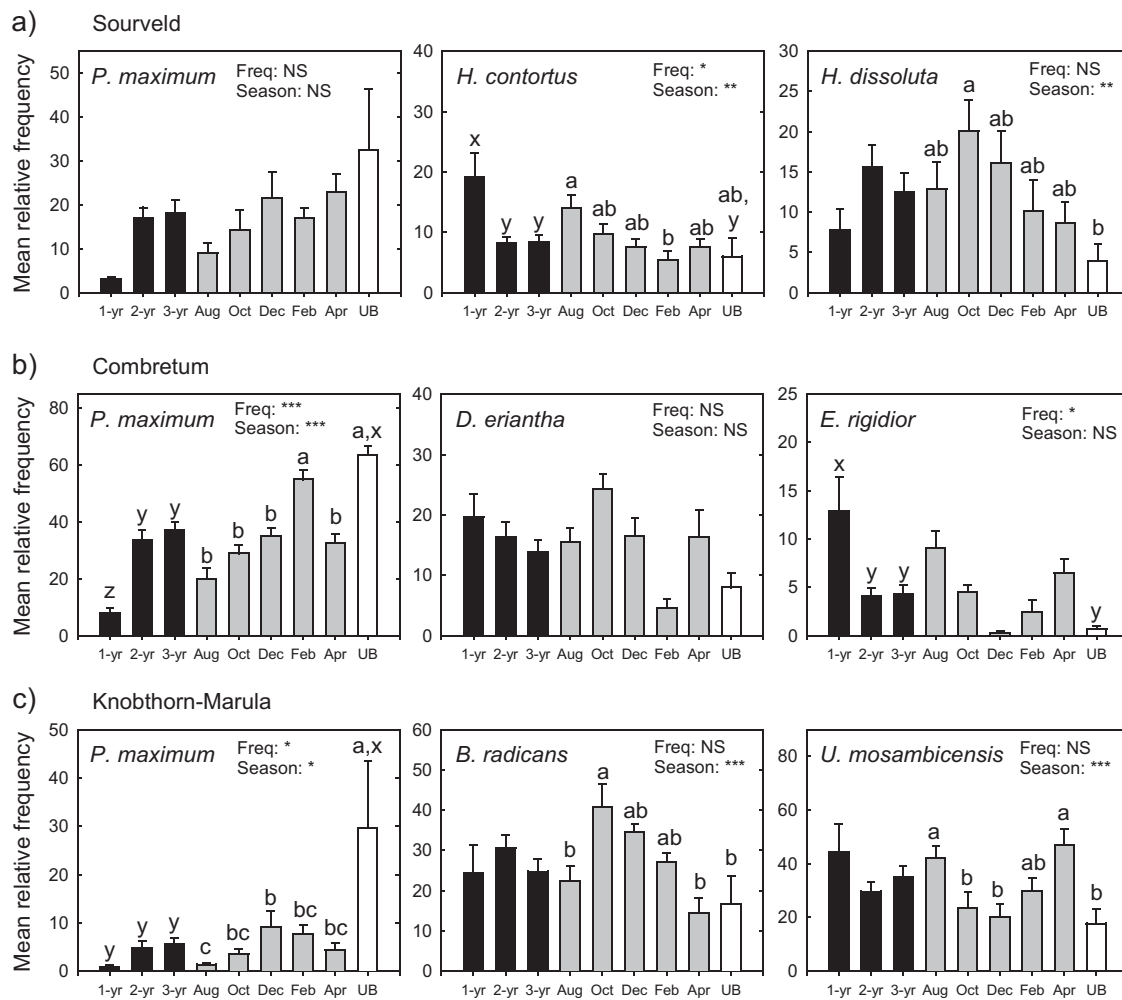 a) Sourveld
Mean relative frequency
50
40
30
20
10
0
P. maximum
Freq: NS
Season: NS
1-yr 2-yr 3-yr Aug Oct Dec Feb Apr UB
40
30
20
10
0
H. contortus
Freq: *
Season: **
x y y a ab ab b ab ab, y
1-yr 2-yr 3-yr Aug Oct Dec Feb Apr UB
30
25
20
15
10
5
0
H. dissoluta
Freq: NS
Season: **
ab a ab ab ab b
1-yr 2-yr 3-yr Aug Oct Dec Feb Apr UB
b) Combretum
Mean relative frequency
80
60
40
20
0
P. maximum
Freq: ***
Season: ***
z y y b b b a b a,x
1-yr 2-yr 3-yr Aug Oct Dec Feb Apr UB
40
30
20
10
0
D. eriantha
Freq: NS
Season: NS
1-yr 2-yr 3-yr Aug Oct Dec Feb Apr UB
25
20
15
10
5
0
E. rigidior
Freq: *
Season: NS
x y y y
1-yr 2-yr 3-yr Aug Oct Dec Feb Apr UB
c) Knobthorn-Marula
Mean relative frequency
50
40
30
20
10
0
P. maximum
Freq: *
Season: *
y y y c bc b bc bc a,x
1-yr 2-yr 3-yr Aug Oct Dec Feb Apr UB
60
50
40
30
20
10
0
B. radicans
Freq: NS
Season: ***
b a ab ab b b
1-yr 2-yr 3-yr Aug Oct Dec Feb Apr UB
80
60
40
20
0
U. mosambicensis
Freq: NS
Season: ***
a b b ab a b
1-yr 2-yr 3-yr Aug Oct Dec Feb Apr UB